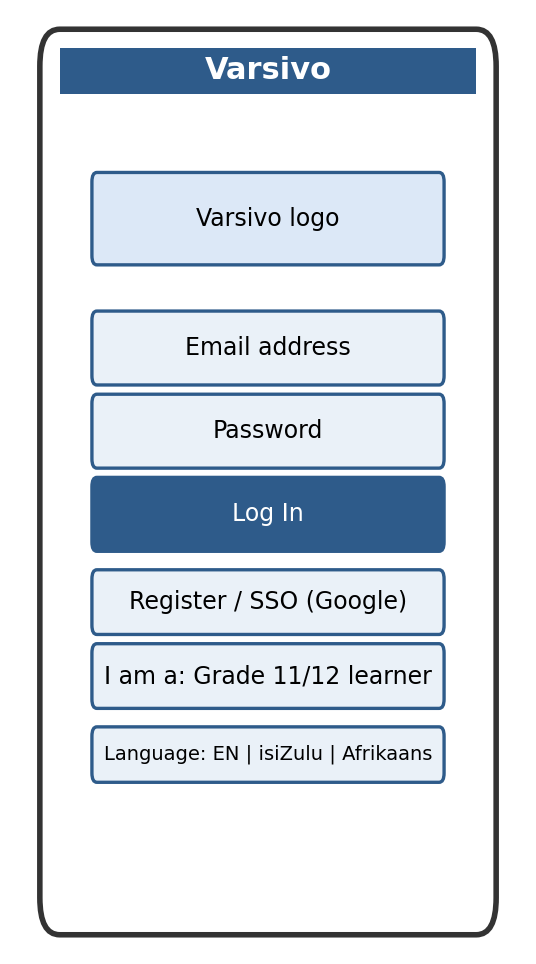 Varsivo
Varsivo logo
Email address
Password
Log In
Register / SSO (Google)
I am a: Grade 11/12 learner
Language: EN | isiZulu | Afrikaans